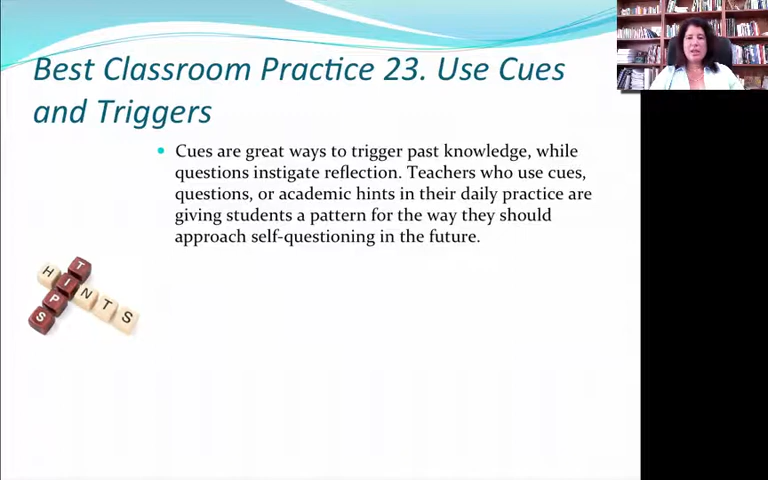 Best Classroom Practice 23. Use Cues
and Triggers
Cues are great ways to trigger past knowledge, while
questions instigate reflection. Teachers who use cues,
questions, or academic hints in their daily practice are
giving students a pattern for the way they should
approach self-questioning in the future.
HINTS
TIPS